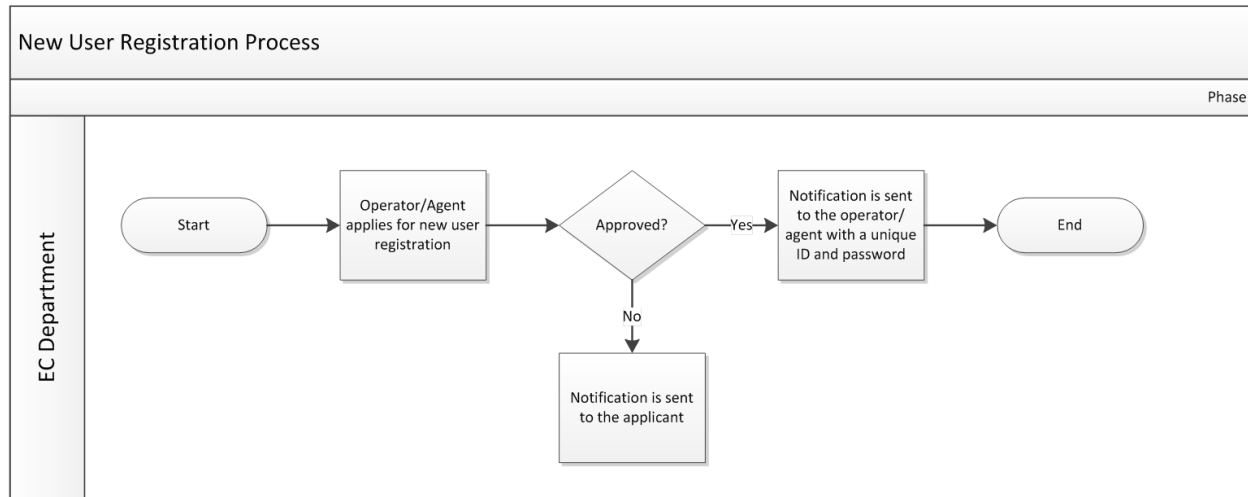 New User Registration Process
Phase
EC Department
Start
Operator/Agent
applies for new user
registration
Approved?
Yes
Notification is sent
to the operator/
agent with a unique
ID and password
End
No
Notification is sent
to the applicant